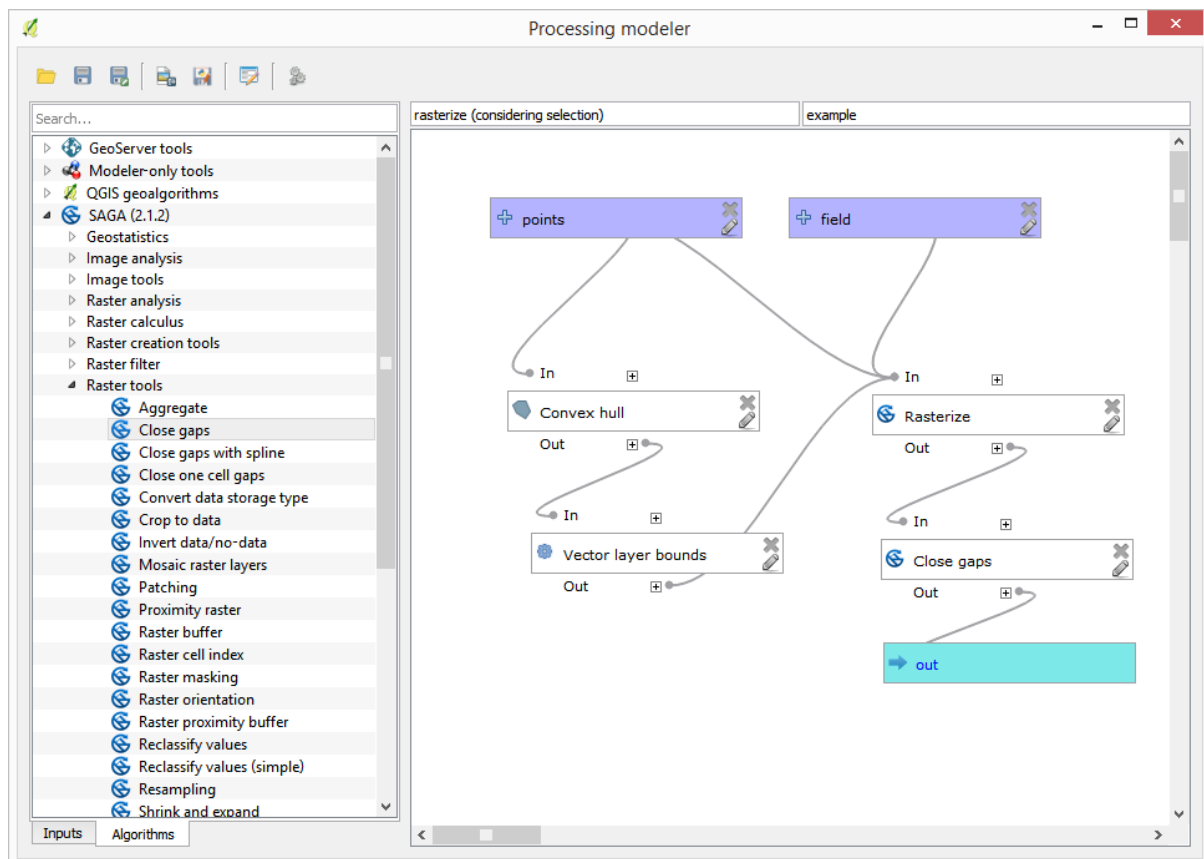 Processing modeler
Search...
rasterize (considering selection)
example
GeoServer tools
Modeler-only tools
QGIS geoalgorithms
SAGA (2.1.2)
Geostatistics
Image analysis
Image tools
Raster analysis
Raster calculus
Raster creation tools
Raster filter
Raster tools
Aggregate
Close gaps
Close gaps with spline
Close one cell gaps
Convert data storage type
Crop to data
Invert data/no-data
Mosaic raster layers
Patching
Proximity raster
Raster buffer
Raster cell index
Raster masking
Raster orientation
Raster proximity buffer
Reclassify values
Reclassify values (simple)
Resampling
Shrink and expand
Inputs
Algorithms
points
field
In
Convex hull
Out
In
Rasterize
Out
In
Vector layer bounds
Out
In
Close gaps
Out
out